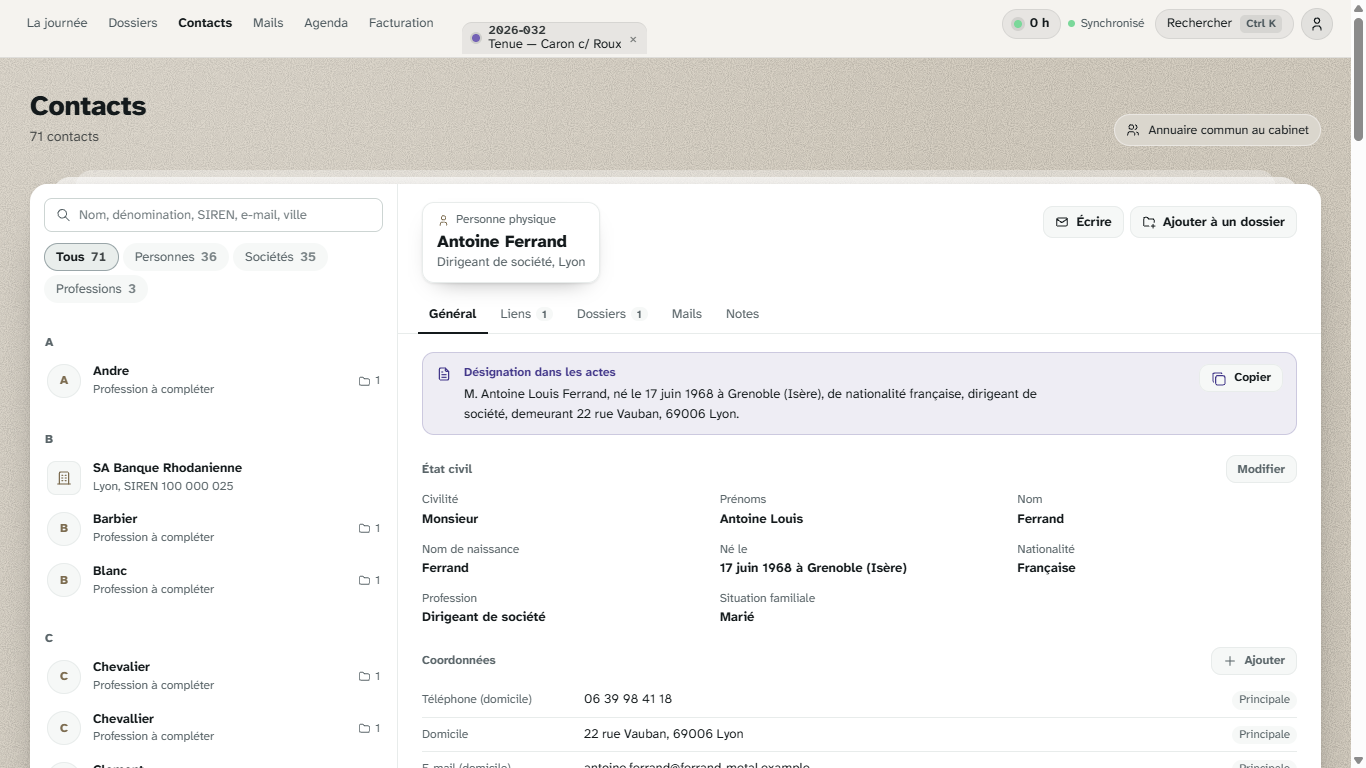 La journée
Dossiers
Contacts
Mails
Agenda
Facturation
2026-032
Tenue — Caron c/ Roux
×
0 h
Synchronisé
Rechercher Ctrl K
Contacts
71 contacts
Annuaire commun au cabinet
Nom, dénomination, SIREN, e-mail, ville
Tous 71
Personnes 36
Sociétés 35
Professions 3
A
A
Andre
Profession à compléter
1
B
SA Banque Rhodanienne
Lyon, SIREN 100 000 025
B
Barbier
Profession à compléter
1
B
Blanc
Profession à compléter
1
C
C
Chevalier
Profession à compléter
1
C
Chevallier
Profession à compléter
1
Personne physique
Antoine Ferrand
Dirigeant de société, Lyon
Écrire
Ajouter à un dossier
Général
Liens 1
Dossiers 1
Mails
Notes
Désignation dans les actes
M. Antoine Louis Ferrand, né le 17 juin 1968 à Grenoble (Isère), de nationalité française, dirigeant de
société, demeurant 22 rue Vauban, 69006 Lyon.
Copier
État civil
Modifier
Civilité
Monsieur
Prénoms
Antoine Louis
Nom
Ferrand
Nom de naissance
Ferrand
Né le
17 juin 1968 à Grenoble (Isère)
Nationalité
Française
Profession
Dirigeant de société
Situation familiale
Marié
Coordonnées
Ajouter
Téléphone (domicile)
06 39 98 41 18
Principale
Domicile
22 rue Vauban, 69006 Lyon
Principale
E-mail (domicile)
antoine.ferrand@ferrand-metal.example
Principale